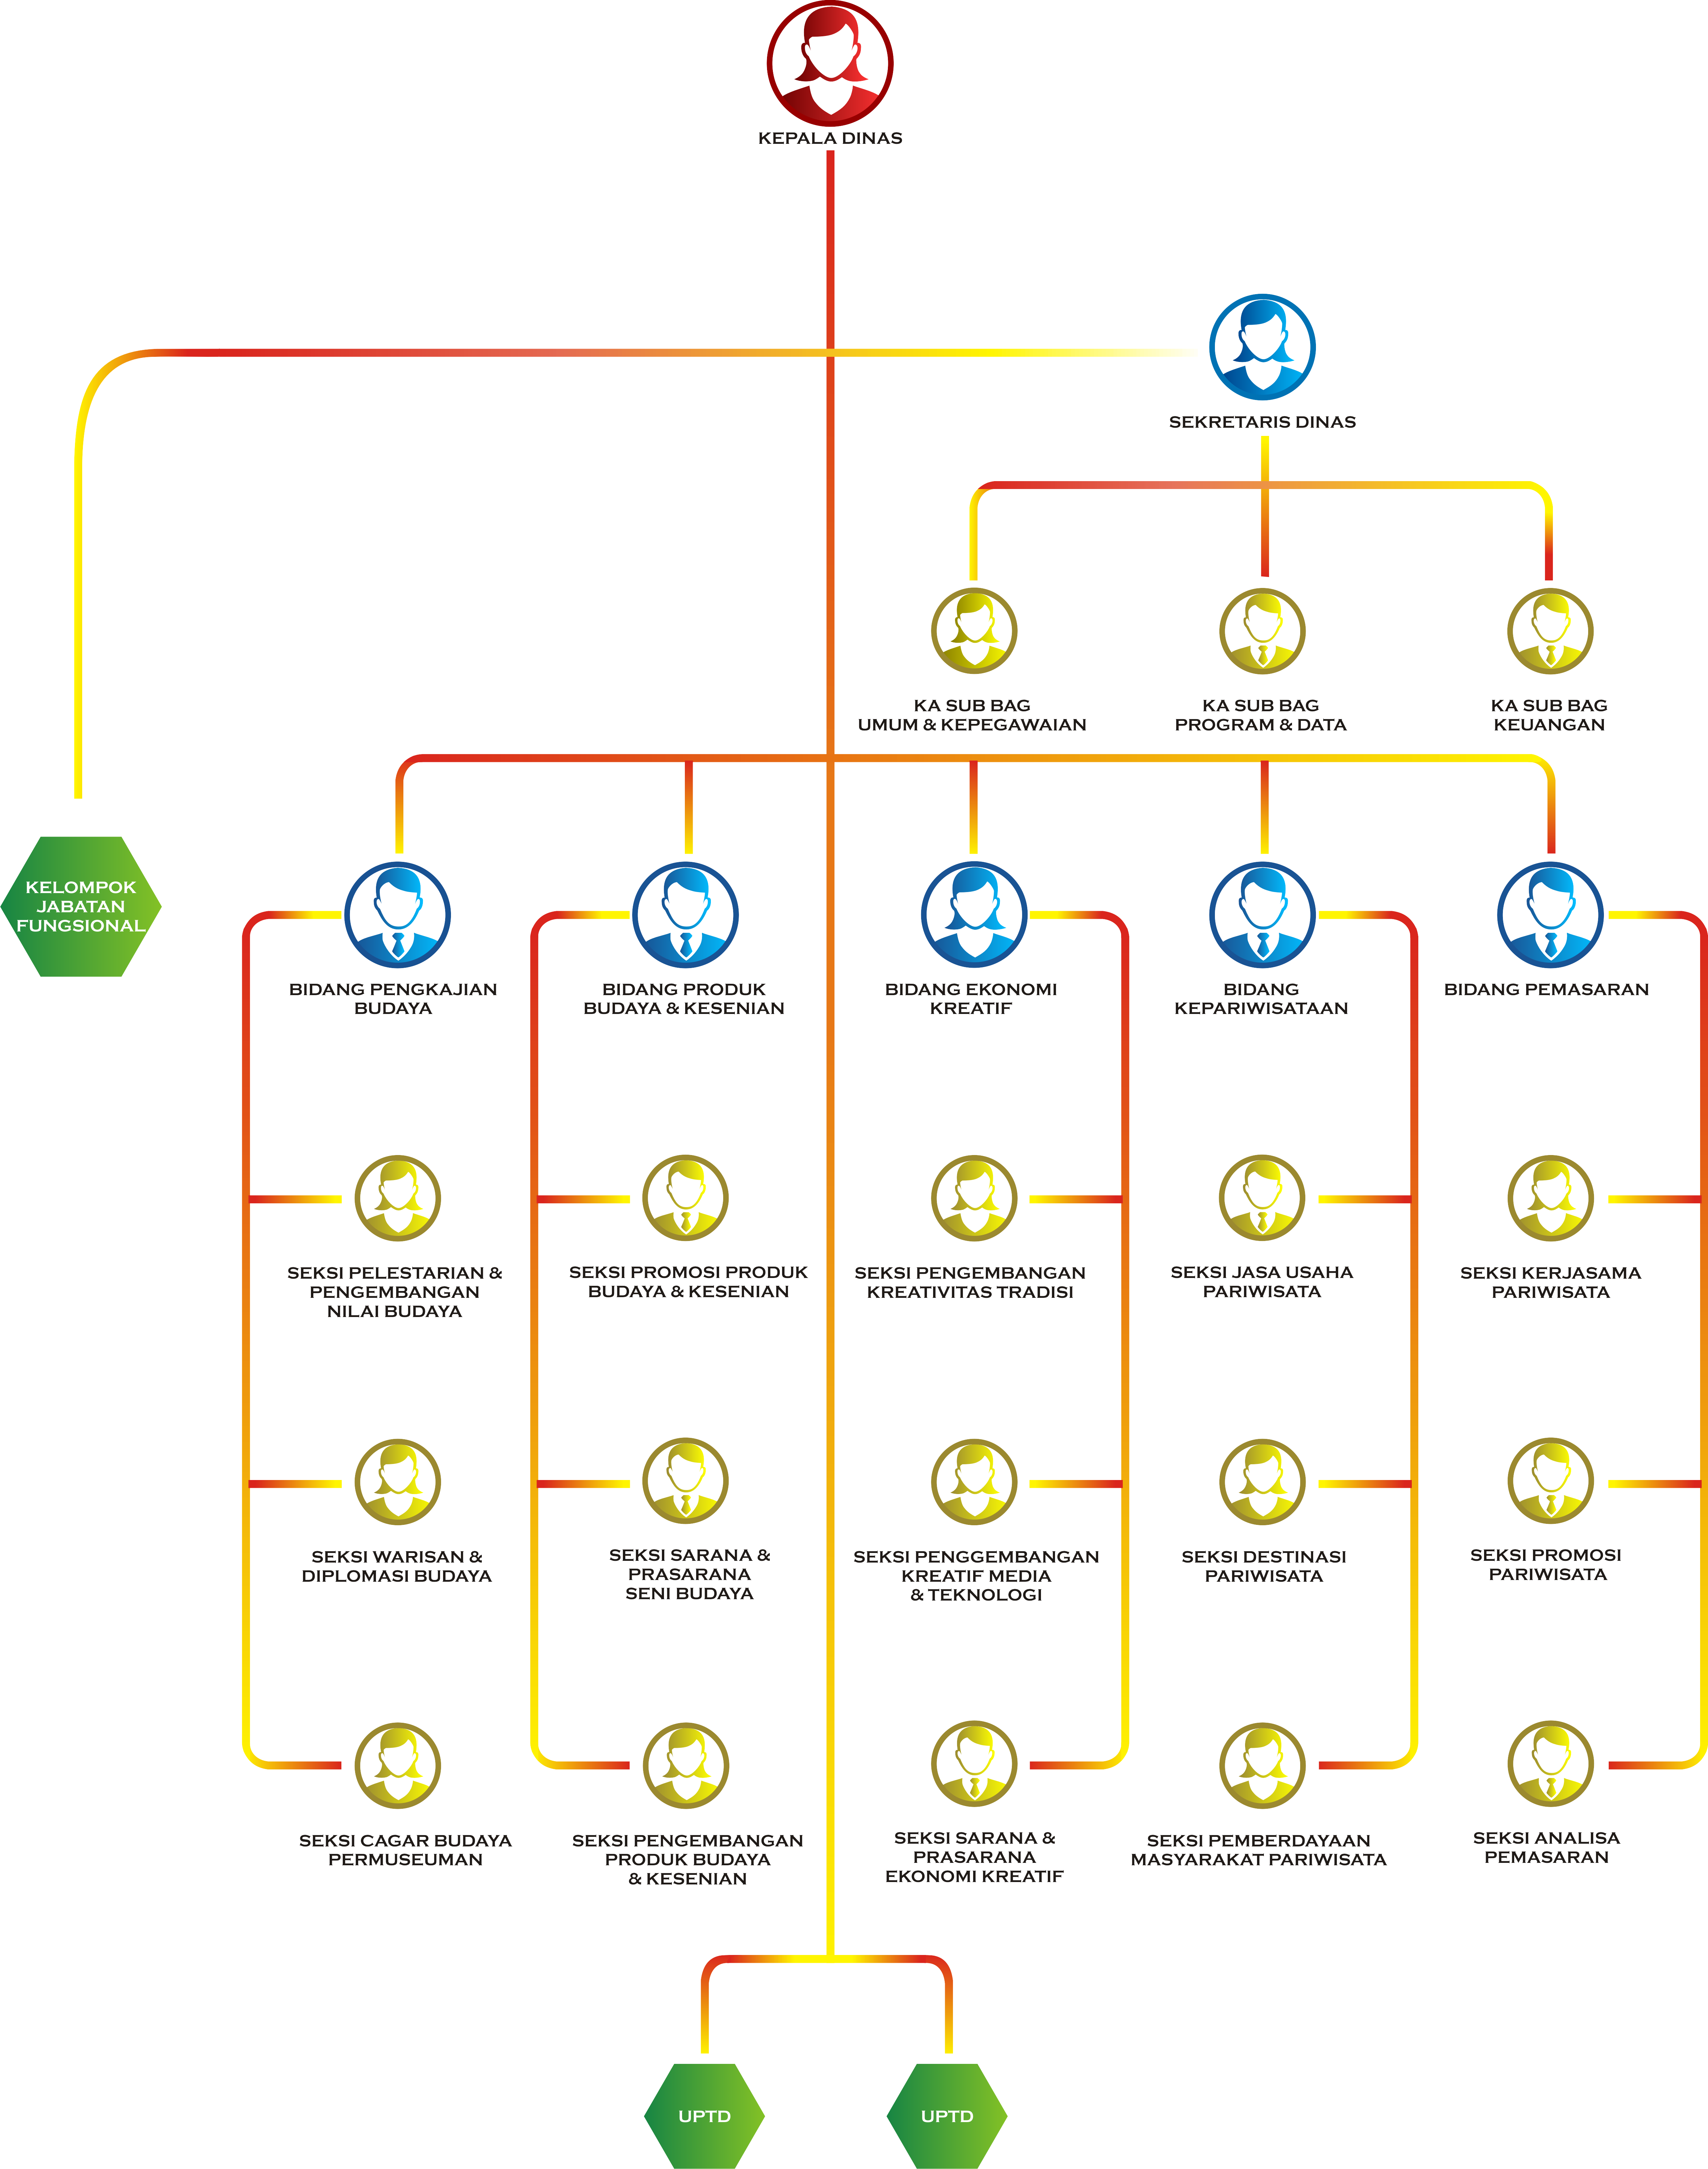 KEPALA DINAS
SEKRETARIS DINAS
KA SUB BAG
UMUM & KEPEGAWAIAN
KA SUB BAG
PROGRAM & DATA
KA SUB BAG
KEUANGAN
KELOMPOK
JABATAN
FUNGSIONAL
BIDANG PENGKAJIAN
BUDAYA
BIDANG PRODUK
BUDAYA & KESENIAN
BIDANG EKONOMI
KREATIF
BIDANG
KEPARIWISATAAN
BIDANG PEMASARAN
SEKSI PELESTARIAN &
PENGEMBANGAN
NILAI BUDAYA
SEKSI PROMOSI PRODUK
BUDAYA & KESENIAN
SEKSI PENGEMBANGAN
KREATIVITAS TRADISI
SEKSI JASA USAHA
PARIWISATA
SEKSI KERJASAMA
PARIWISATA
SEKSI WARISAN &
DIPLOMASI BUDAYA
SEKSI SARANA &
PRASARANA
SENI BUDAYA
SEKSI PENGGEMBANGAN
KREATIF MEDIA
& TEKNOLOGI
SEKSI DESTINASI
PARIWISATA
SEKSI PROMOSI
PARIWISATA
SEKSI CAGAR BUDAYA
PERMUSEUMAN
SEKSI PENGEMBANGAN
PRODUK BUDAYA
& KESENIAN
SEKSI SARANA &
PRASARANA
EKONOMI KREATIF
SEKSI PEMBERDAYAAN
MASYARAKAT PARIWISATA
SEKSI ANALISA
PEMASARAN
UPTD
UPTD